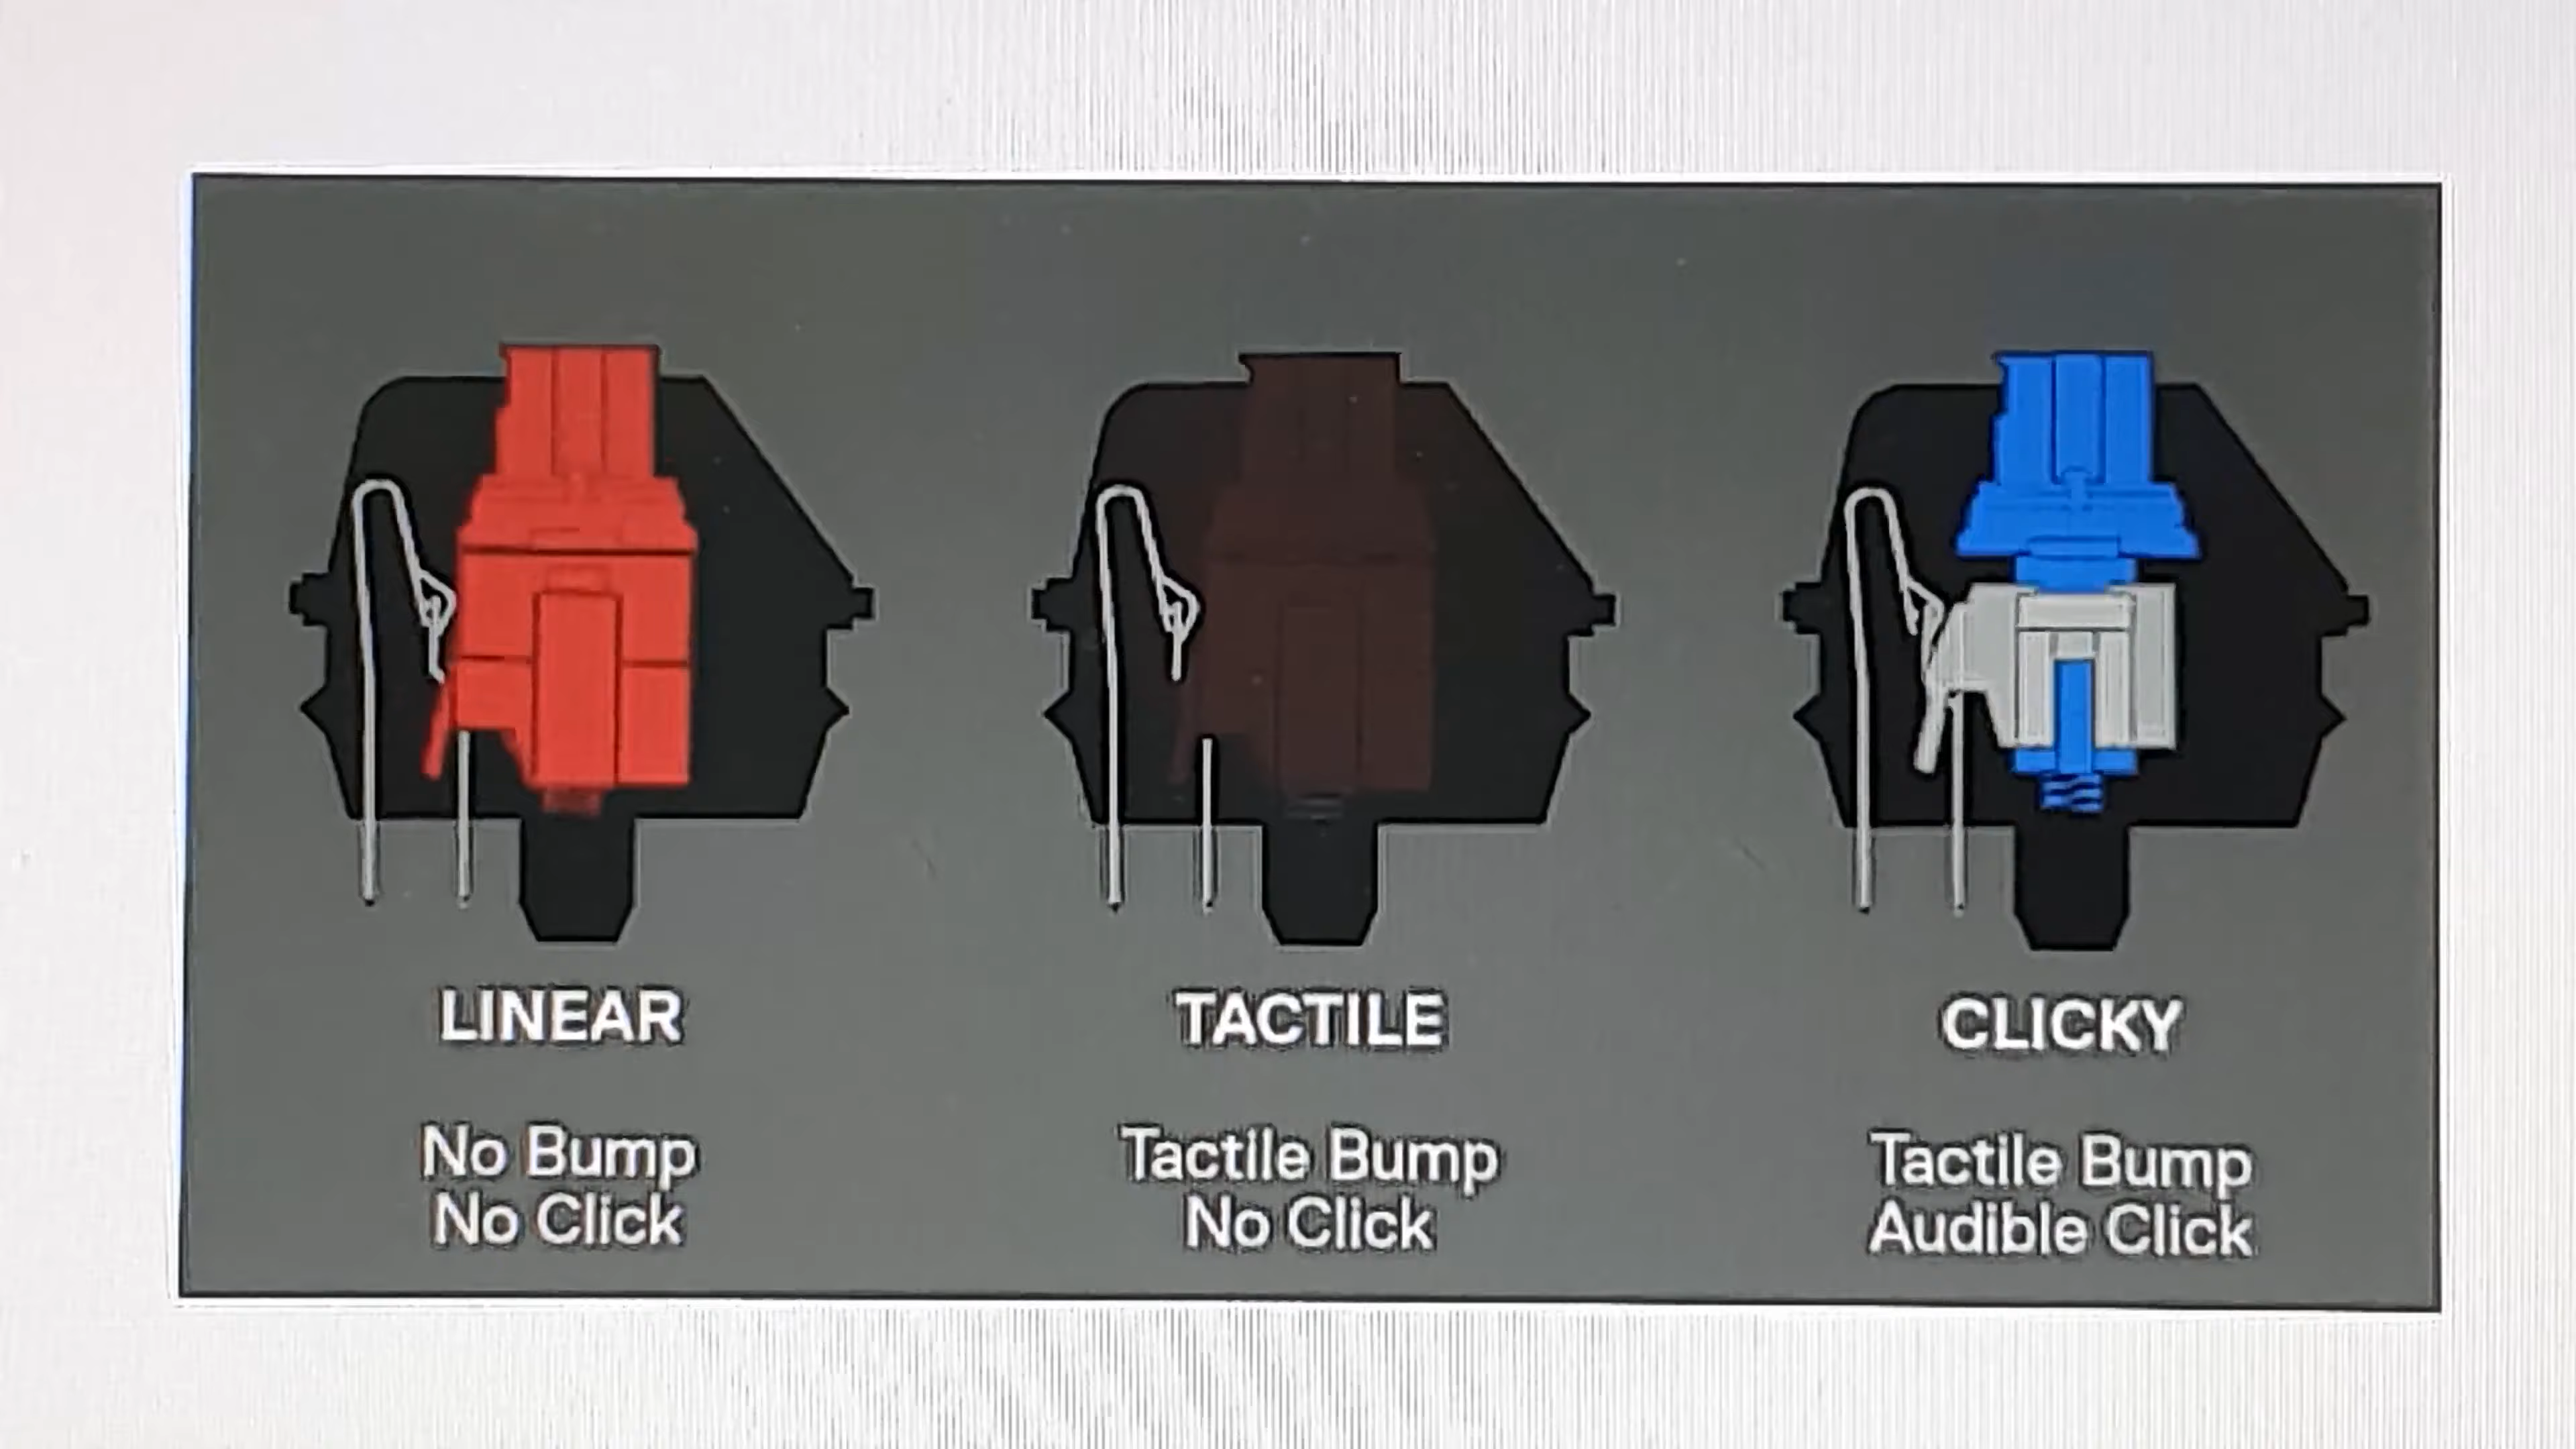 LINEAR
No Bump
No Click
TACTILE
Tactile Bump
No Click
CLICKY
Tactile Bump
Audible Click